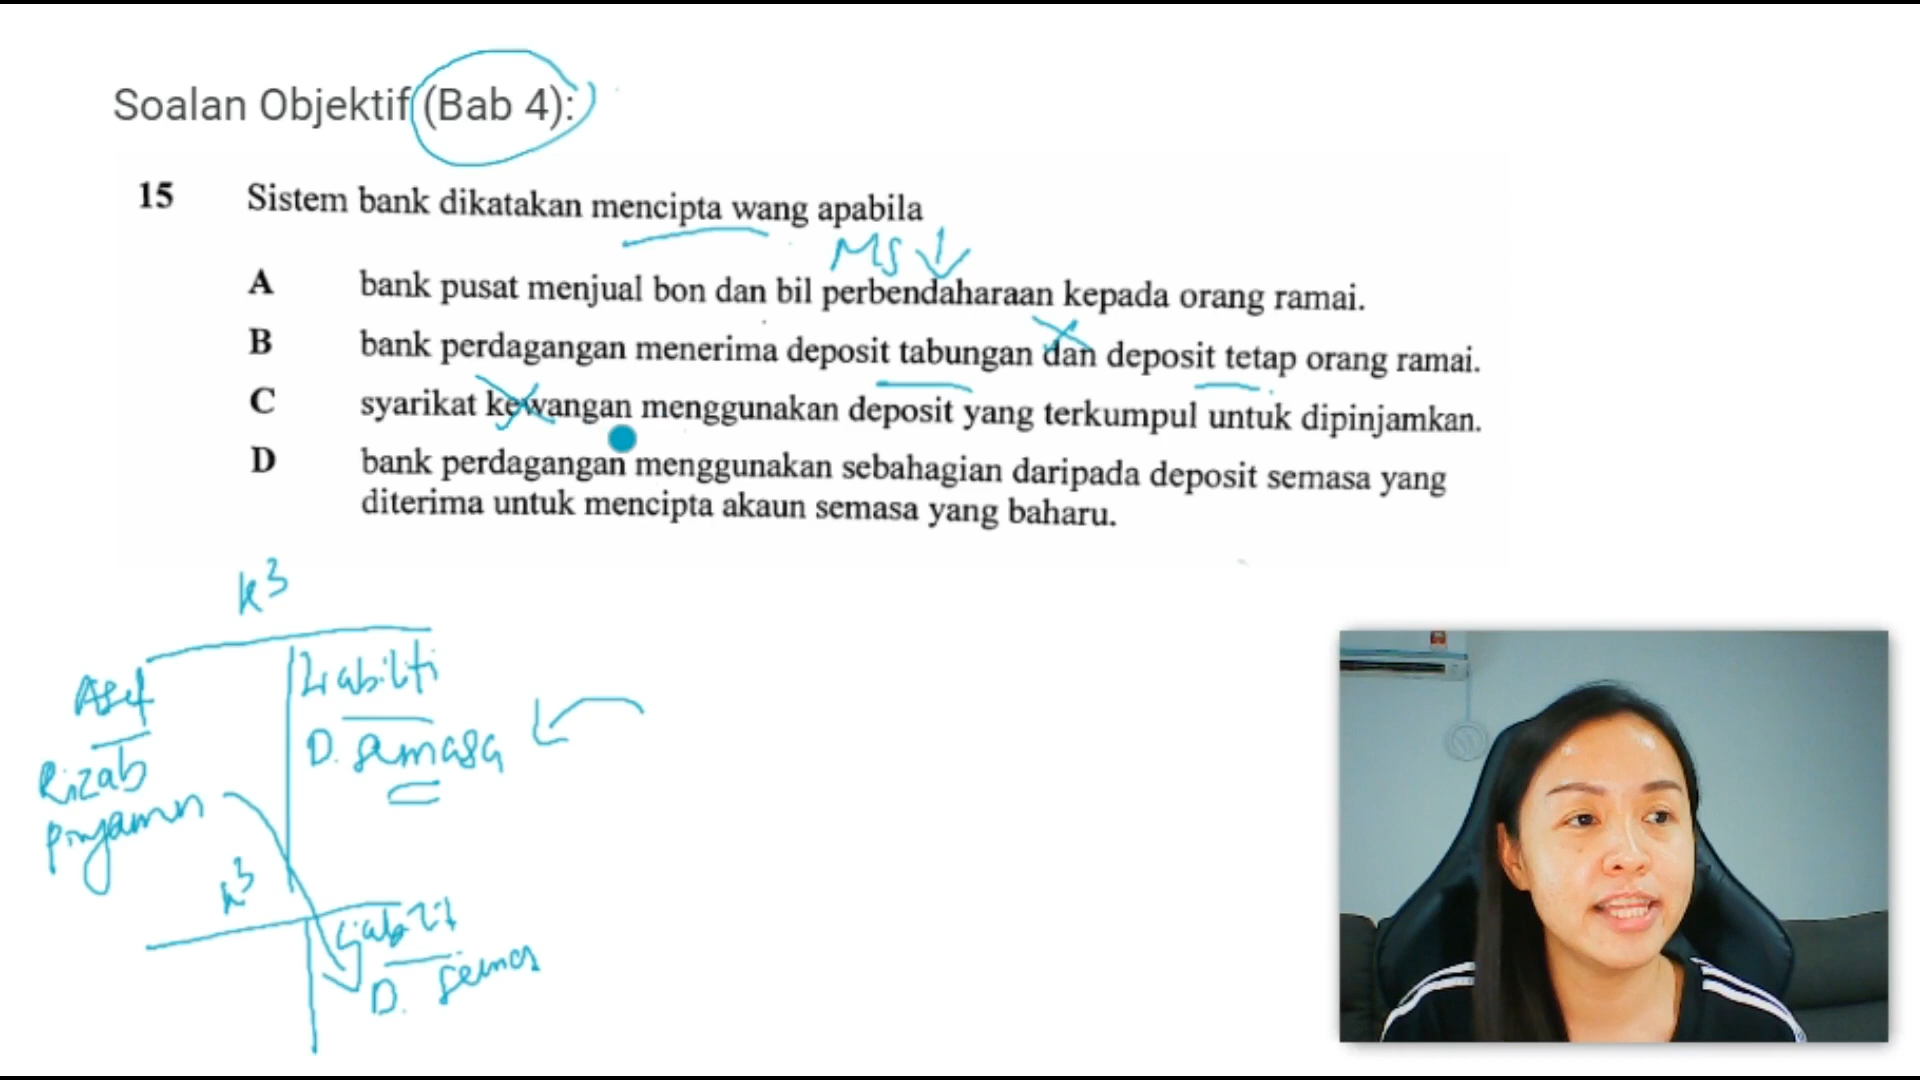 Soalan Objektif (Bab 4):
15 Sistem bank dikatakan mencipta wang apabila
MS ↓
A bank pusat menjual bon dan bil perbendaharaan kepada orang ramai.
B bank perdagangan menerima deposit tabungan dan deposit tetap orang ramai.
C syarikat kewangan menggunakan deposit yang terkumpul untuk dipinjamkan.
D bank perdagangan menggunakan sebahagian daripada deposit semasa yang
diterima untuk mencipta akaun semasa yang baharu.
k³
Aset
Liabiliti
Rizab
D. semasa
k³
D.